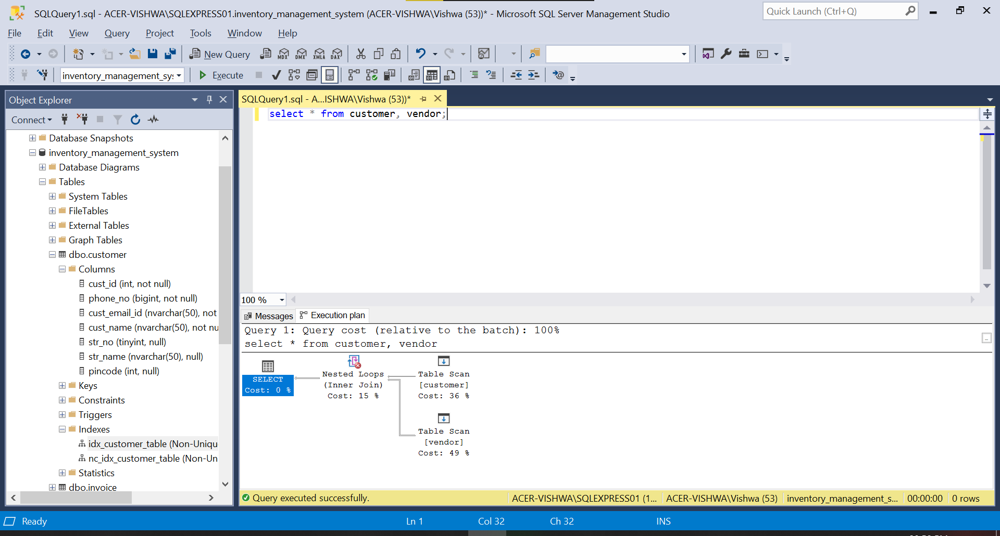 SQLQuery1.sql - ACER-VISHWA\SQLEXPRESS01.inventory_management_system (ACER-VISHWA\Vishwa (53))* - Microsoft SQL Server Management Studio
Quick Launch (Ctrl+Q)
File Edit View Query Project Tools Window Help
New Query MDX DMX XMLA DAX
inventory_management_sys Execute
Object Explorer
Connect
Database Snapshots
inventory_management_system
Database Diagrams
Tables
System Tables
FileTables
External Tables
Graph Tables
dbo.customer
Columns
cust_id (int, not null)
phone_no (bigint, not null)
cust_email_id (nvarchar(50), not
cust_name (nvarchar(50), not nu
str_no (tinyint, null)
str_name (nvarchar(50), null)
pincode (int, null)
Keys
Constraints
Triggers
Indexes
idx_customer_table (Non-Uniqu
nc_idx_customer_table (Non-Un
Statistics
dbo.invoice
SQLQuery1.sql - A...ISHWA\Vishwa (53))*
select * from customer, vendor;
100 %
Messages Execution plan
Query 1: Query cost (relative to the batch): 100%
select * from customer, vendor
SELECT
Cost: 0 %
Nested Loops
(Inner Join)
Cost: 15 %
Table Scan
[customer]
Cost: 36 %
Table Scan
[vendor]
Cost: 49 %
Query executed successfully. ACER-VISHWA\SQLEXPRESS01 (1... ACER-VISHWA\Vishwa (53) inventory_management_s... 00:00:00 0 rows
Ready Ln 1 Col 32 Ch 32 INS